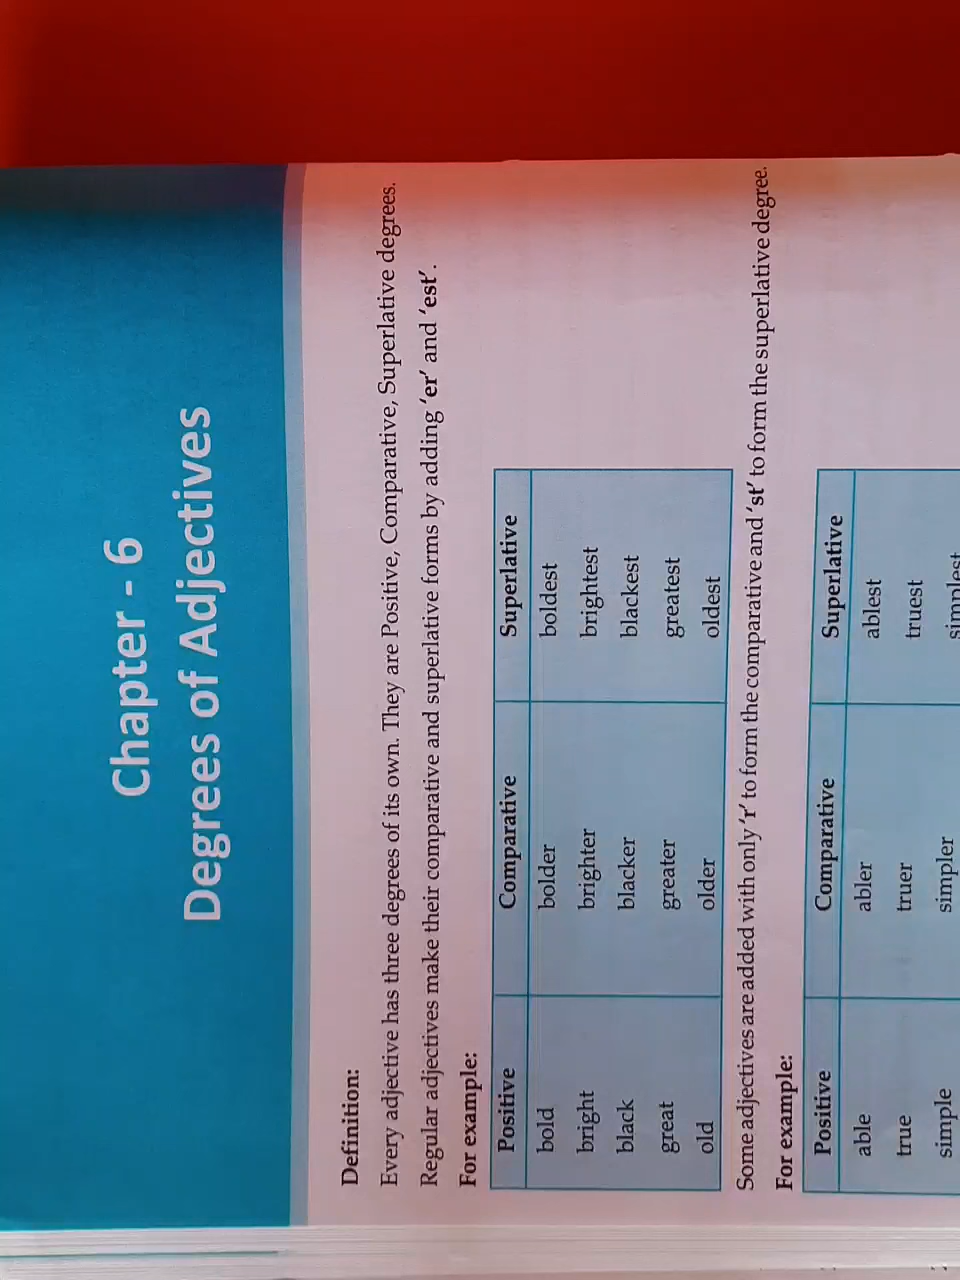 Chapter - 6
Degrees of Adjectives
Definition:
Every adjective has three degrees of its own. They are Positive, Comparative, Superlative degrees.
Regular adjectives make their comparative and superlative forms by adding ‘er’ and ‘est’.
For example:
Positive Comparative Superlative
bold bolder boldest
bright brighter brightest
black blacker blackest
great greater greatest
old older oldest
Some adjectives are added with only ‘r’ to form the comparative and ‘st’ to form the superlative degree.
For example:
Positive Comparative Superlative
able abler ablest
true truer truest
simple simpler simplest